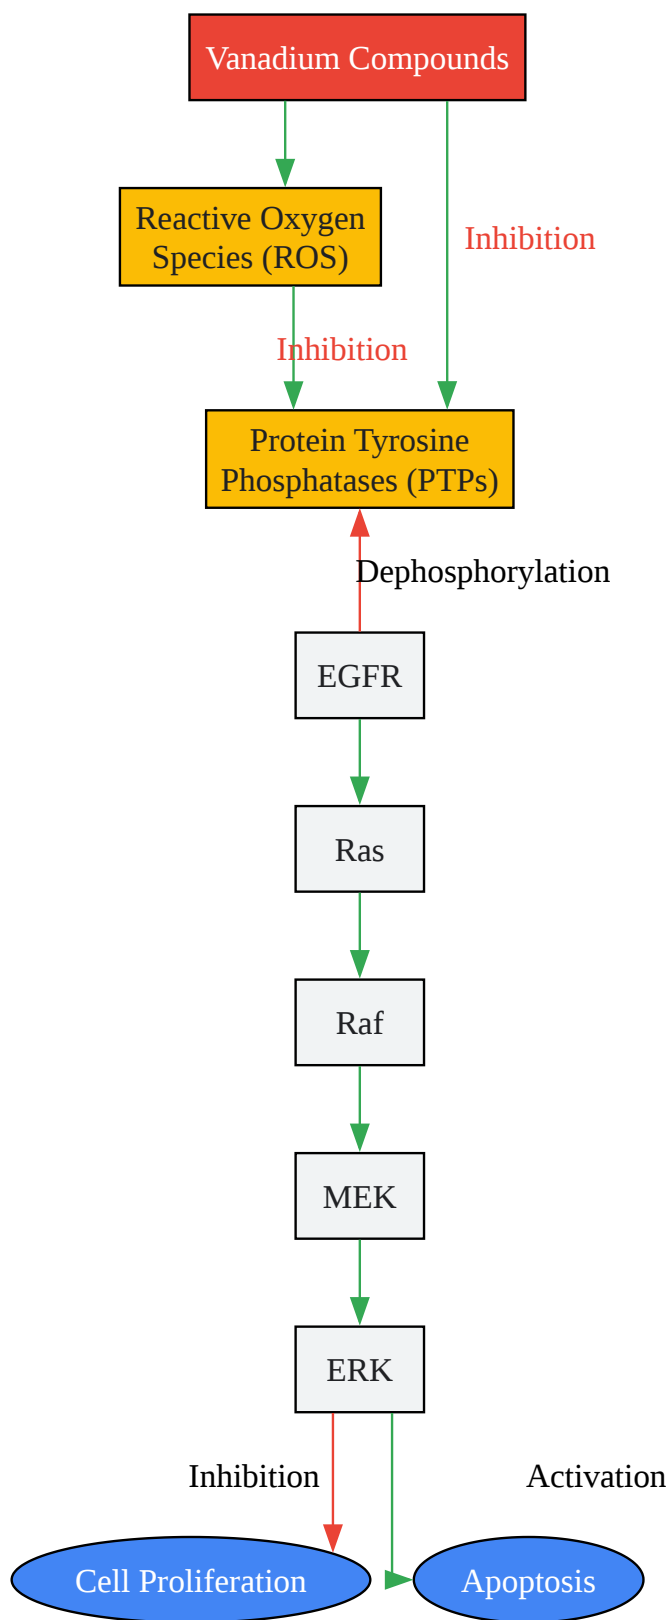 Vanadium Compounds
Reactive Oxygen
Species (ROS)
Inhibition
Inhibition
Protein Tyrosine
Phosphatases (PTPs)
Dephosphorylation
EGFR
Ras
Raf
MEK
ERK
Inhibition
Activation
Cell Proliferation
Apoptosis